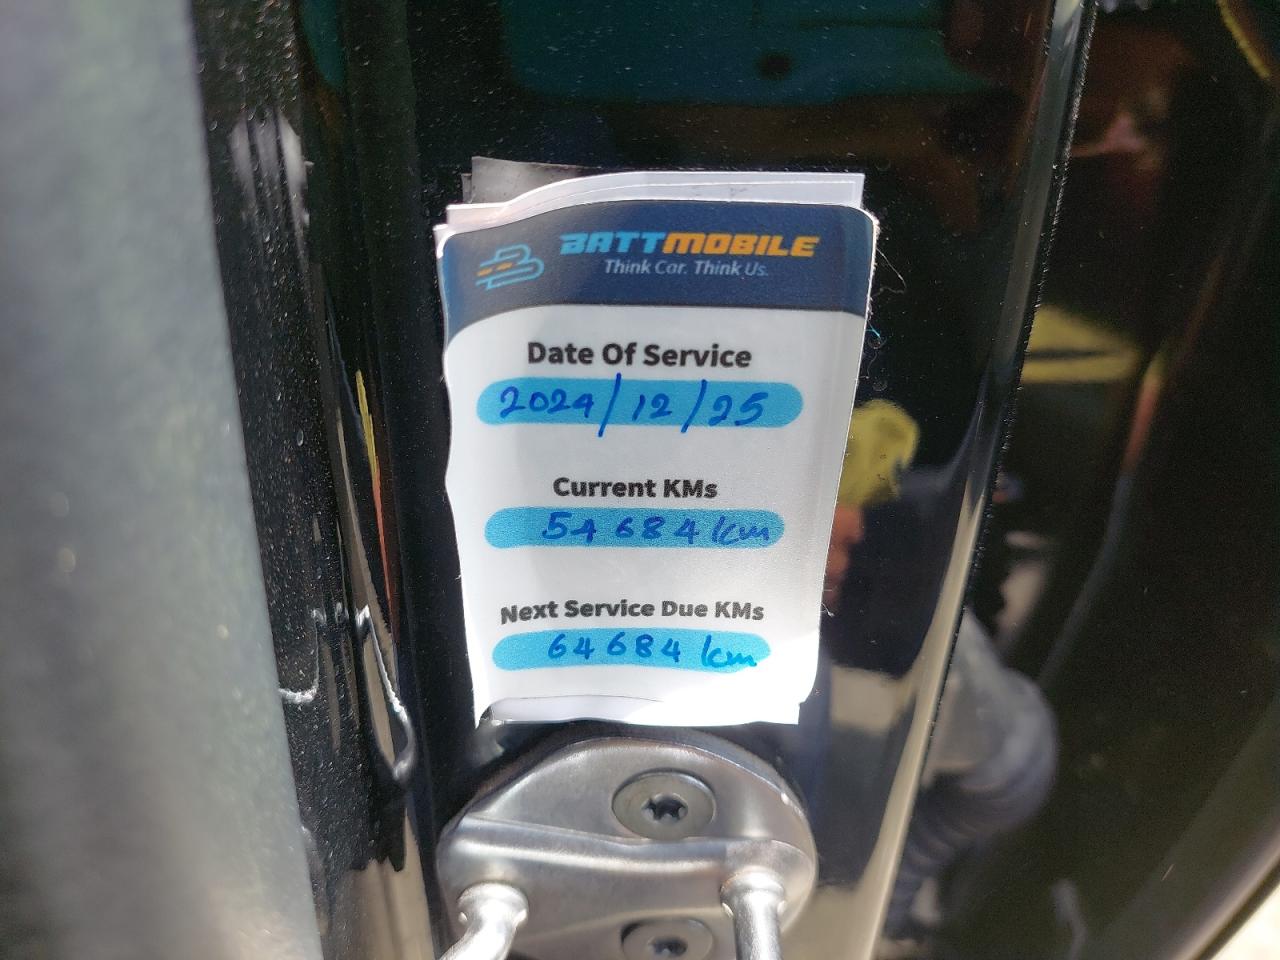 BATTMOBILE
Think Car. Think Us.
Date Of Service
2024/12/25
Current KMs
54684 km
Next Service Due KMs
64684 km